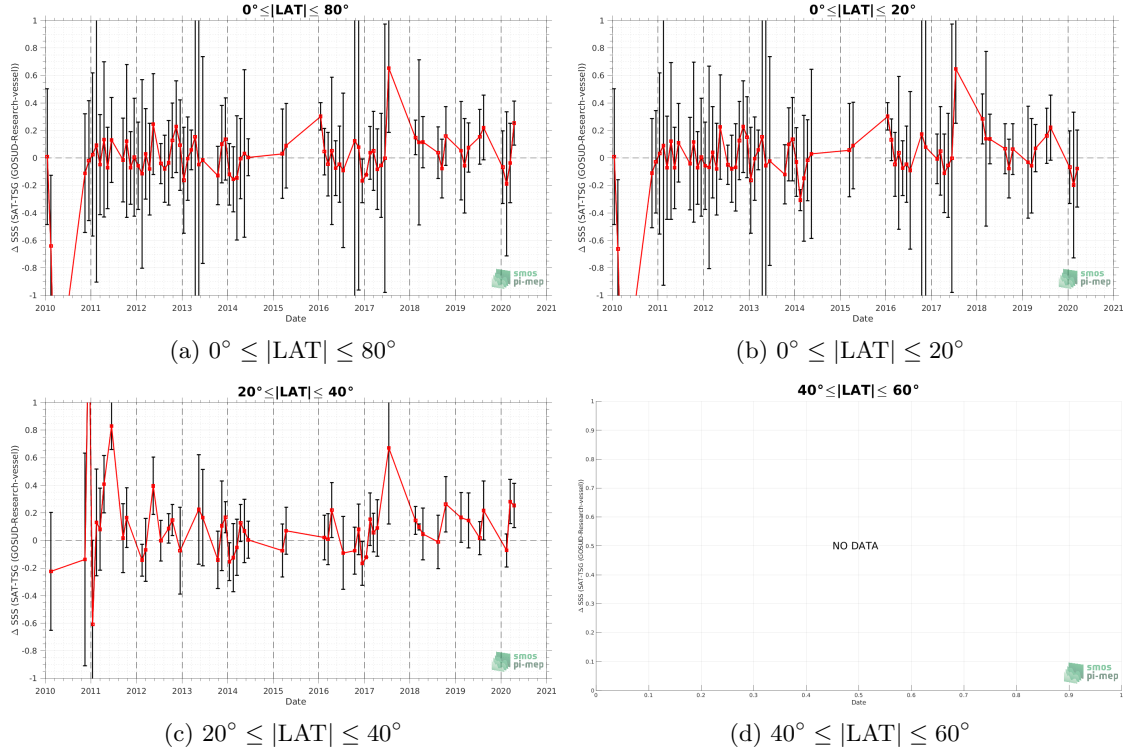 0°≤|LAT|≤ 80°
Δ SSS (SAT-TSG (GOSUD-Research-vessel))
1
0.8
0.6
0.4
0.2
0
-0.2
-0.4
-0.6
-0.8
-1
2010 2011 2012 2013 2014 2015 2016 2017 2018 2019 2020 2021
Date
smos
pi-mep
(a) 0° ≤ |LAT| ≤ 80°
0°≤|LAT|≤ 20°
Δ SSS (SAT-TSG (GOSUD-Research-vessel))
1
0.8
0.6
0.4
0.2
0
-0.2
-0.4
-0.6
-0.8
-1
2010 2011 2012 2013 2014 2015 2016 2017 2018 2019 2020 2021
Date
smos
pi-mep
(b) 0° ≤ |LAT| ≤ 20°
20°≤|LAT|≤ 40°
Δ SSS (SAT-TSG (GOSUD-Research-vessel))
1
0.8
0.6
0.4
0.2
0
-0.2
-0.4
-0.6
-0.8
-1
2010 2011 2012 2013 2014 2015 2016 2017 2018 2019 2020 2021
Date
smos
pi-mep
(c) 20° ≤ |LAT| ≤ 40°
40°≤|LAT|≤ 60°
Δ SSS (SAT-TSG (GOSUD-Research-vessel))
1
0.9
0.8
0.7
0.6
0.5
0.4
0.3
0.2
0.1
0
NO DATA
0 0.1 0.2 0.3 0.4 0.5 0.6 0.7 0.8 0.9 1
Date
smos
pi-mep
(d) 40° ≤ |LAT| ≤ 60°